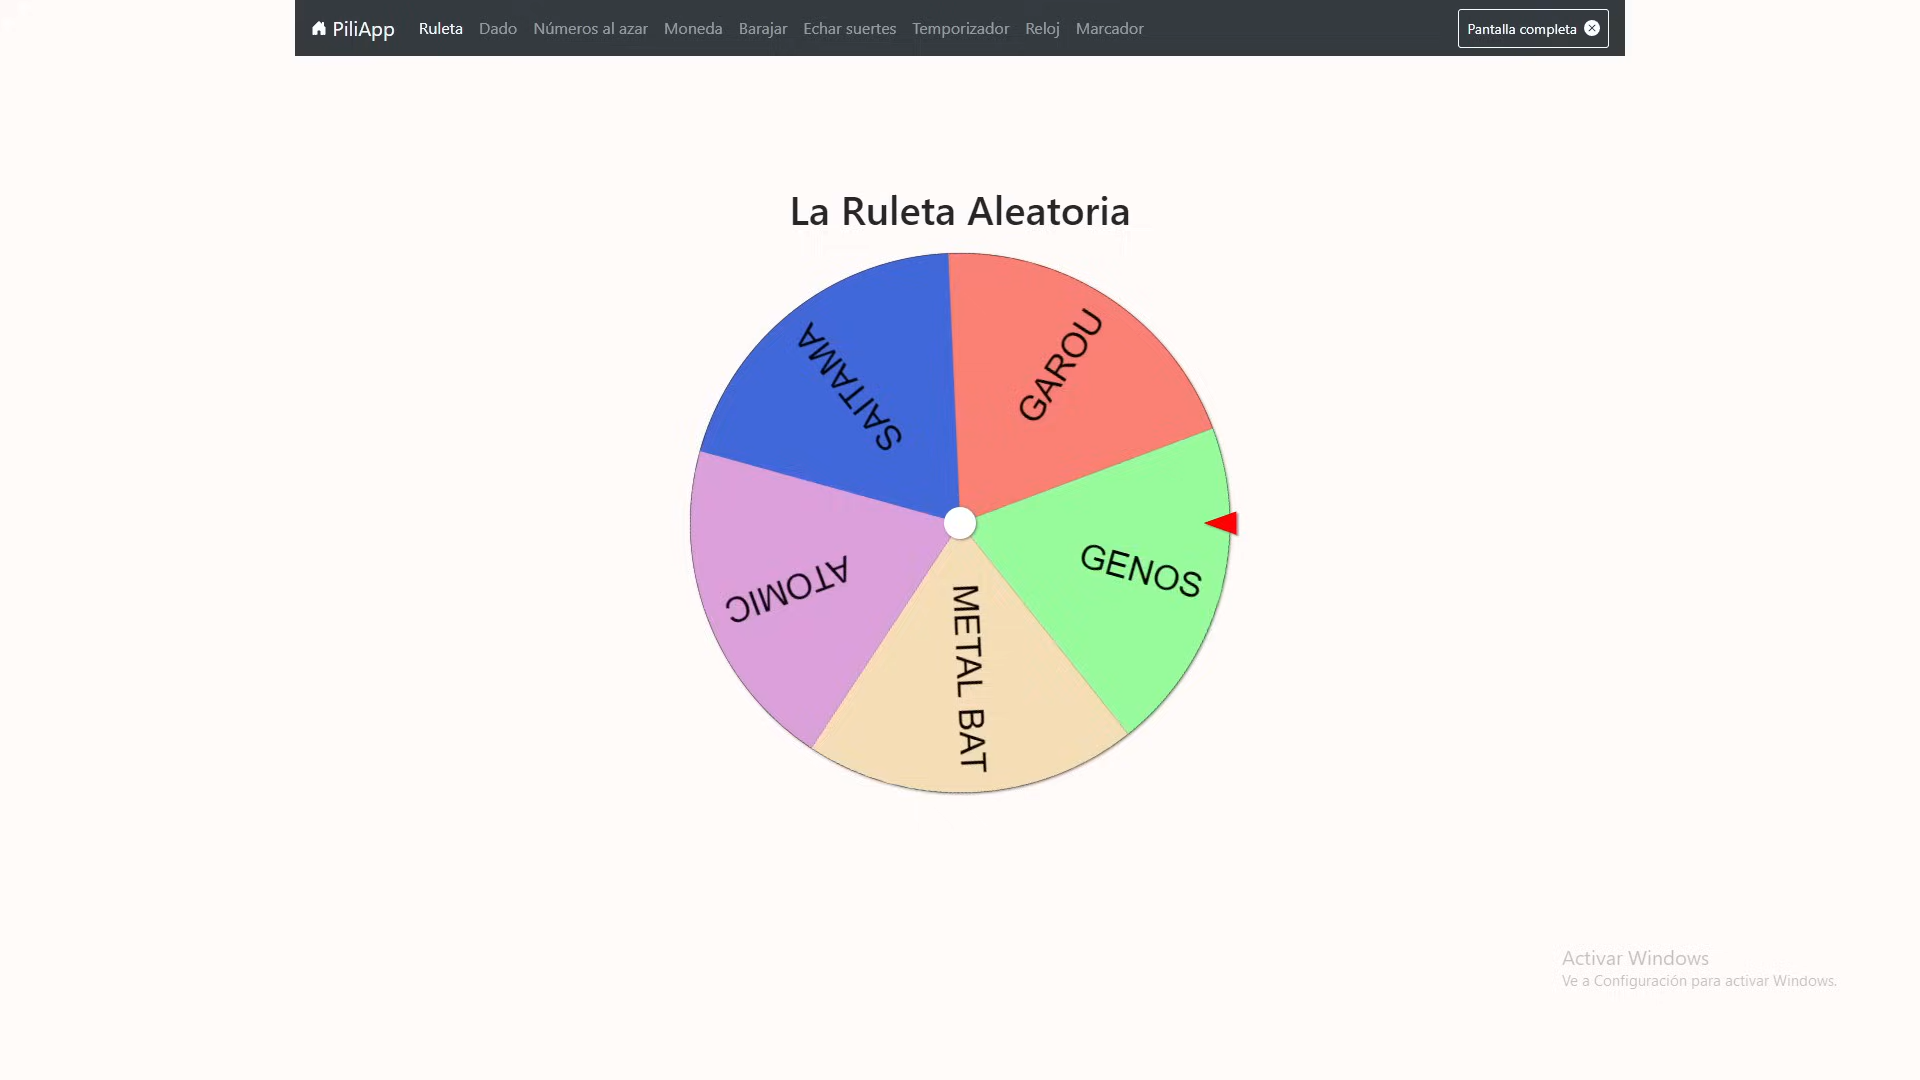 PiliApp Ruleta Dado Números al azar Moneda Barajar Echar suertes Temporizador Reloj Marcador Pantalla completa
La Ruleta Aleatoria
SAITAMA
GAROU
GENOS
METAL BAT
ATOMIC
Activar Windows
Ve a Configuración para activar Windows.